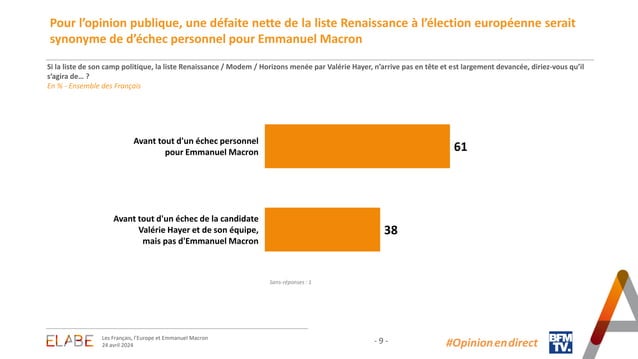 Pour l’opinion publique, une défaite nette de la liste Renaissance à l’élection européenne serait
synonyme de d’échec personnel pour Emmanuel Macron
Si la liste de son camp politique, la liste Renaissance / Modem / Horizons menée par Valérie Hayer, n’arrive pas en tête et est largement devancée, diriez-vous qu’il
s’agira de… ?
En % - Ensemble des Français
Avant tout d'un échec personnel
pour Emmanuel Macron
61
Avant tout d'un échec de la candidate
Valérie Hayer et de son équipe,
mais pas d'Emmanuel Macron
38
Sans réponses : 1
ELABE
Les Français, l’Europe et Emmanuel Macron
24 avril 2024
- 9 -
#Opinionendirect
BFM
TV.